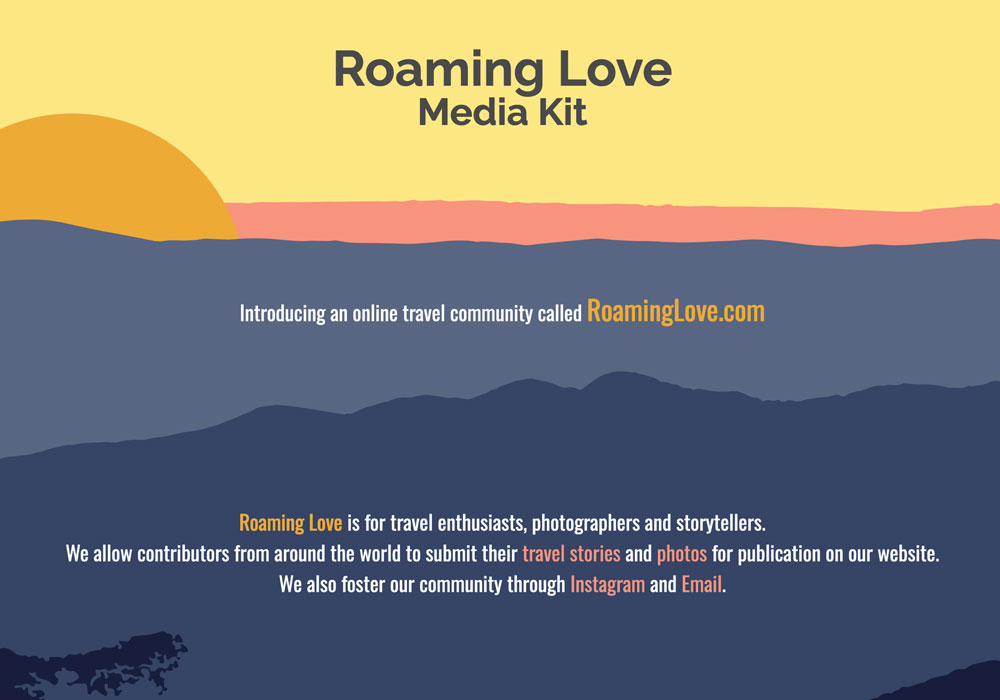 Roaming Love
Media Kit
Introducing an online travel community called RoamingLove.com
Roaming Love is for travel enthusiasts, photographers and storytellers.
We allow contributors from around the world to submit their travel stories and photos for publication on our website.
We also foster our community through Instagram and Email.